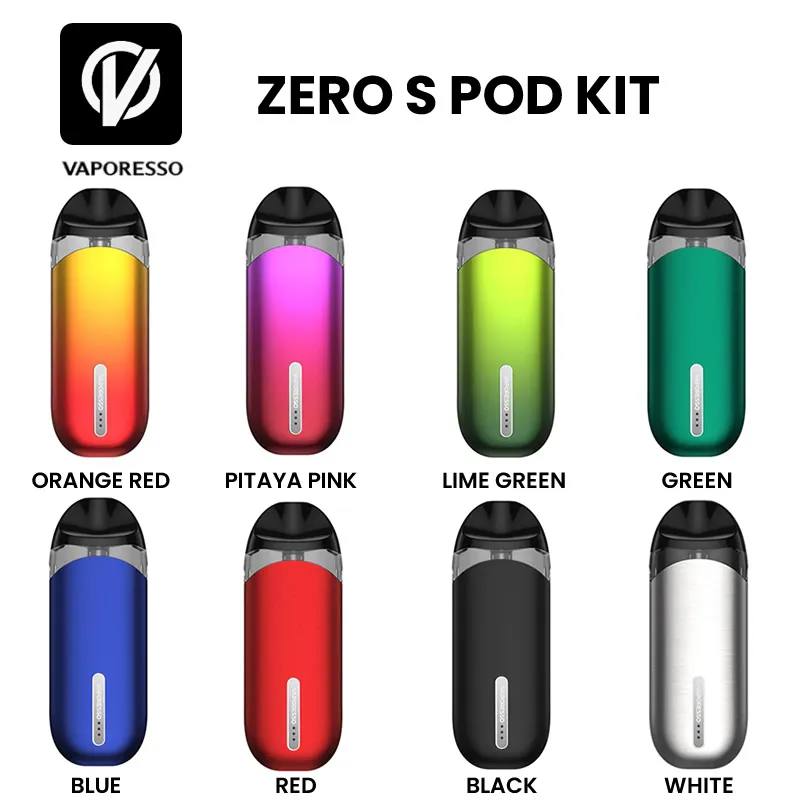 ZERO S POD KIT
VAPORESSO
ORANGE RED
PITAYA PINK
LIME GREEN
GREEN
BLUE
RED
BLACK
WHITE